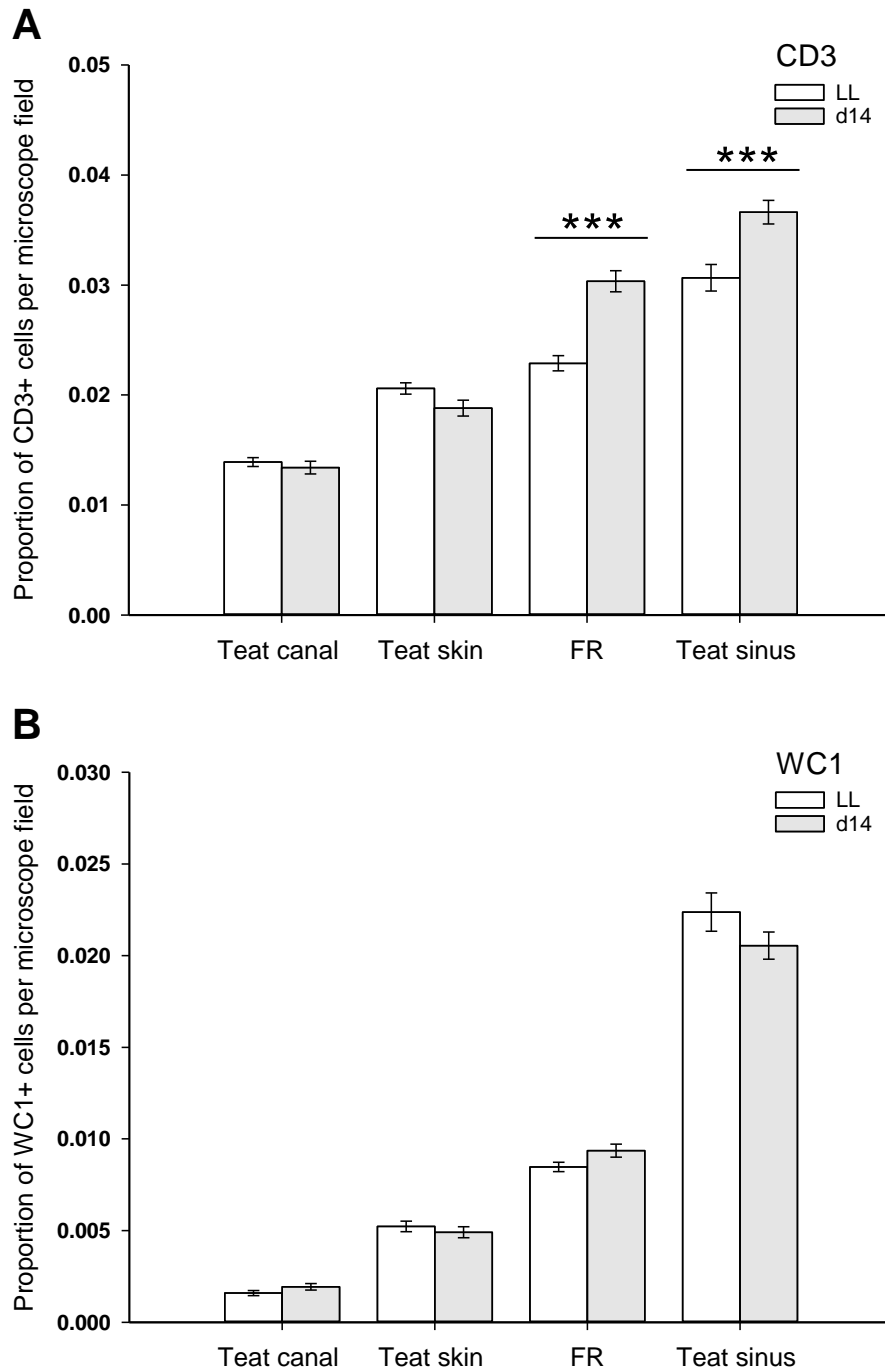 A
CD3
LL
d14
Proportion of CD3+ cells per microscope field
0.05
0.04
0.03
0.02
0.01
0.00
***
***
Teat canal Teat skin FR Teat sinus
B
WC1
LL
d14
Proportion of WC1+ cells per microscope field
0.030
0.025
0.020
0.015
0.010
0.005
0.000
Teat canal Teat skin FR Teat sinus